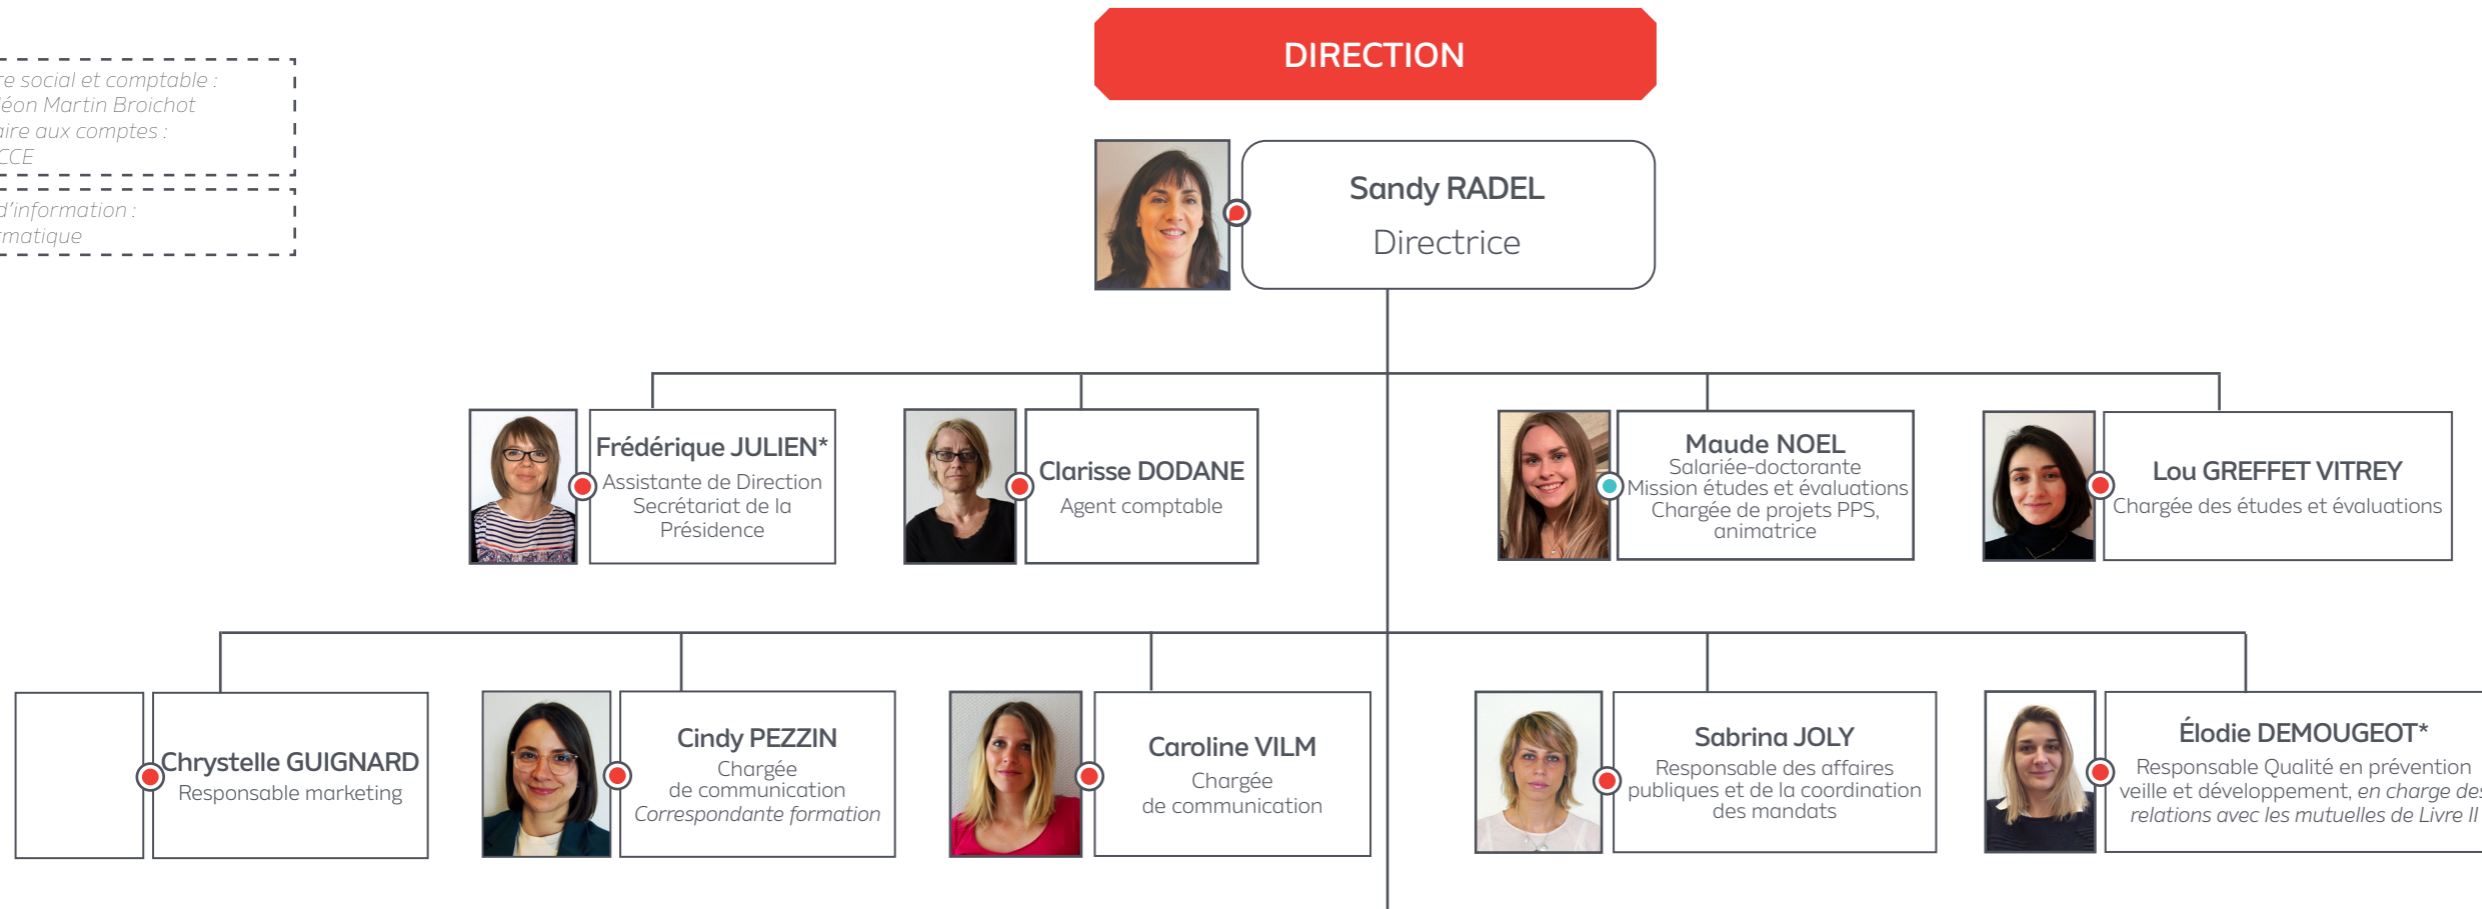 DIRECTION
social et comptable :
Martin Broichot
aux comptes :
CCE
d'information :
Sandy RADEL
Directrice
Frédérique JULIEN*
Assistante de Direction
Secrétariat de la
Présidence
Clarisse DODANE
Agent comptable
Maude NOEL
Salariée-doctorante
Mission études et évaluations
Chargée de projets PPS,
animatrice
Lou GREFFET VITREY
Chargée des études et évaluations
Chrystelle GUIGNARD
Responsable marketing
Cindy PEZZIN
Chargée
de communication
Correspondante formation
Caroline VILM
Chargée
de communication
Sabrina JOLY
Responsable des affaires
publiques et de la coordination
des mandats
Élodie DEMOUGEOT*
Responsable Qualité en prévention
veille et développement, en charge des
relations avec les mutuelles de Livre II